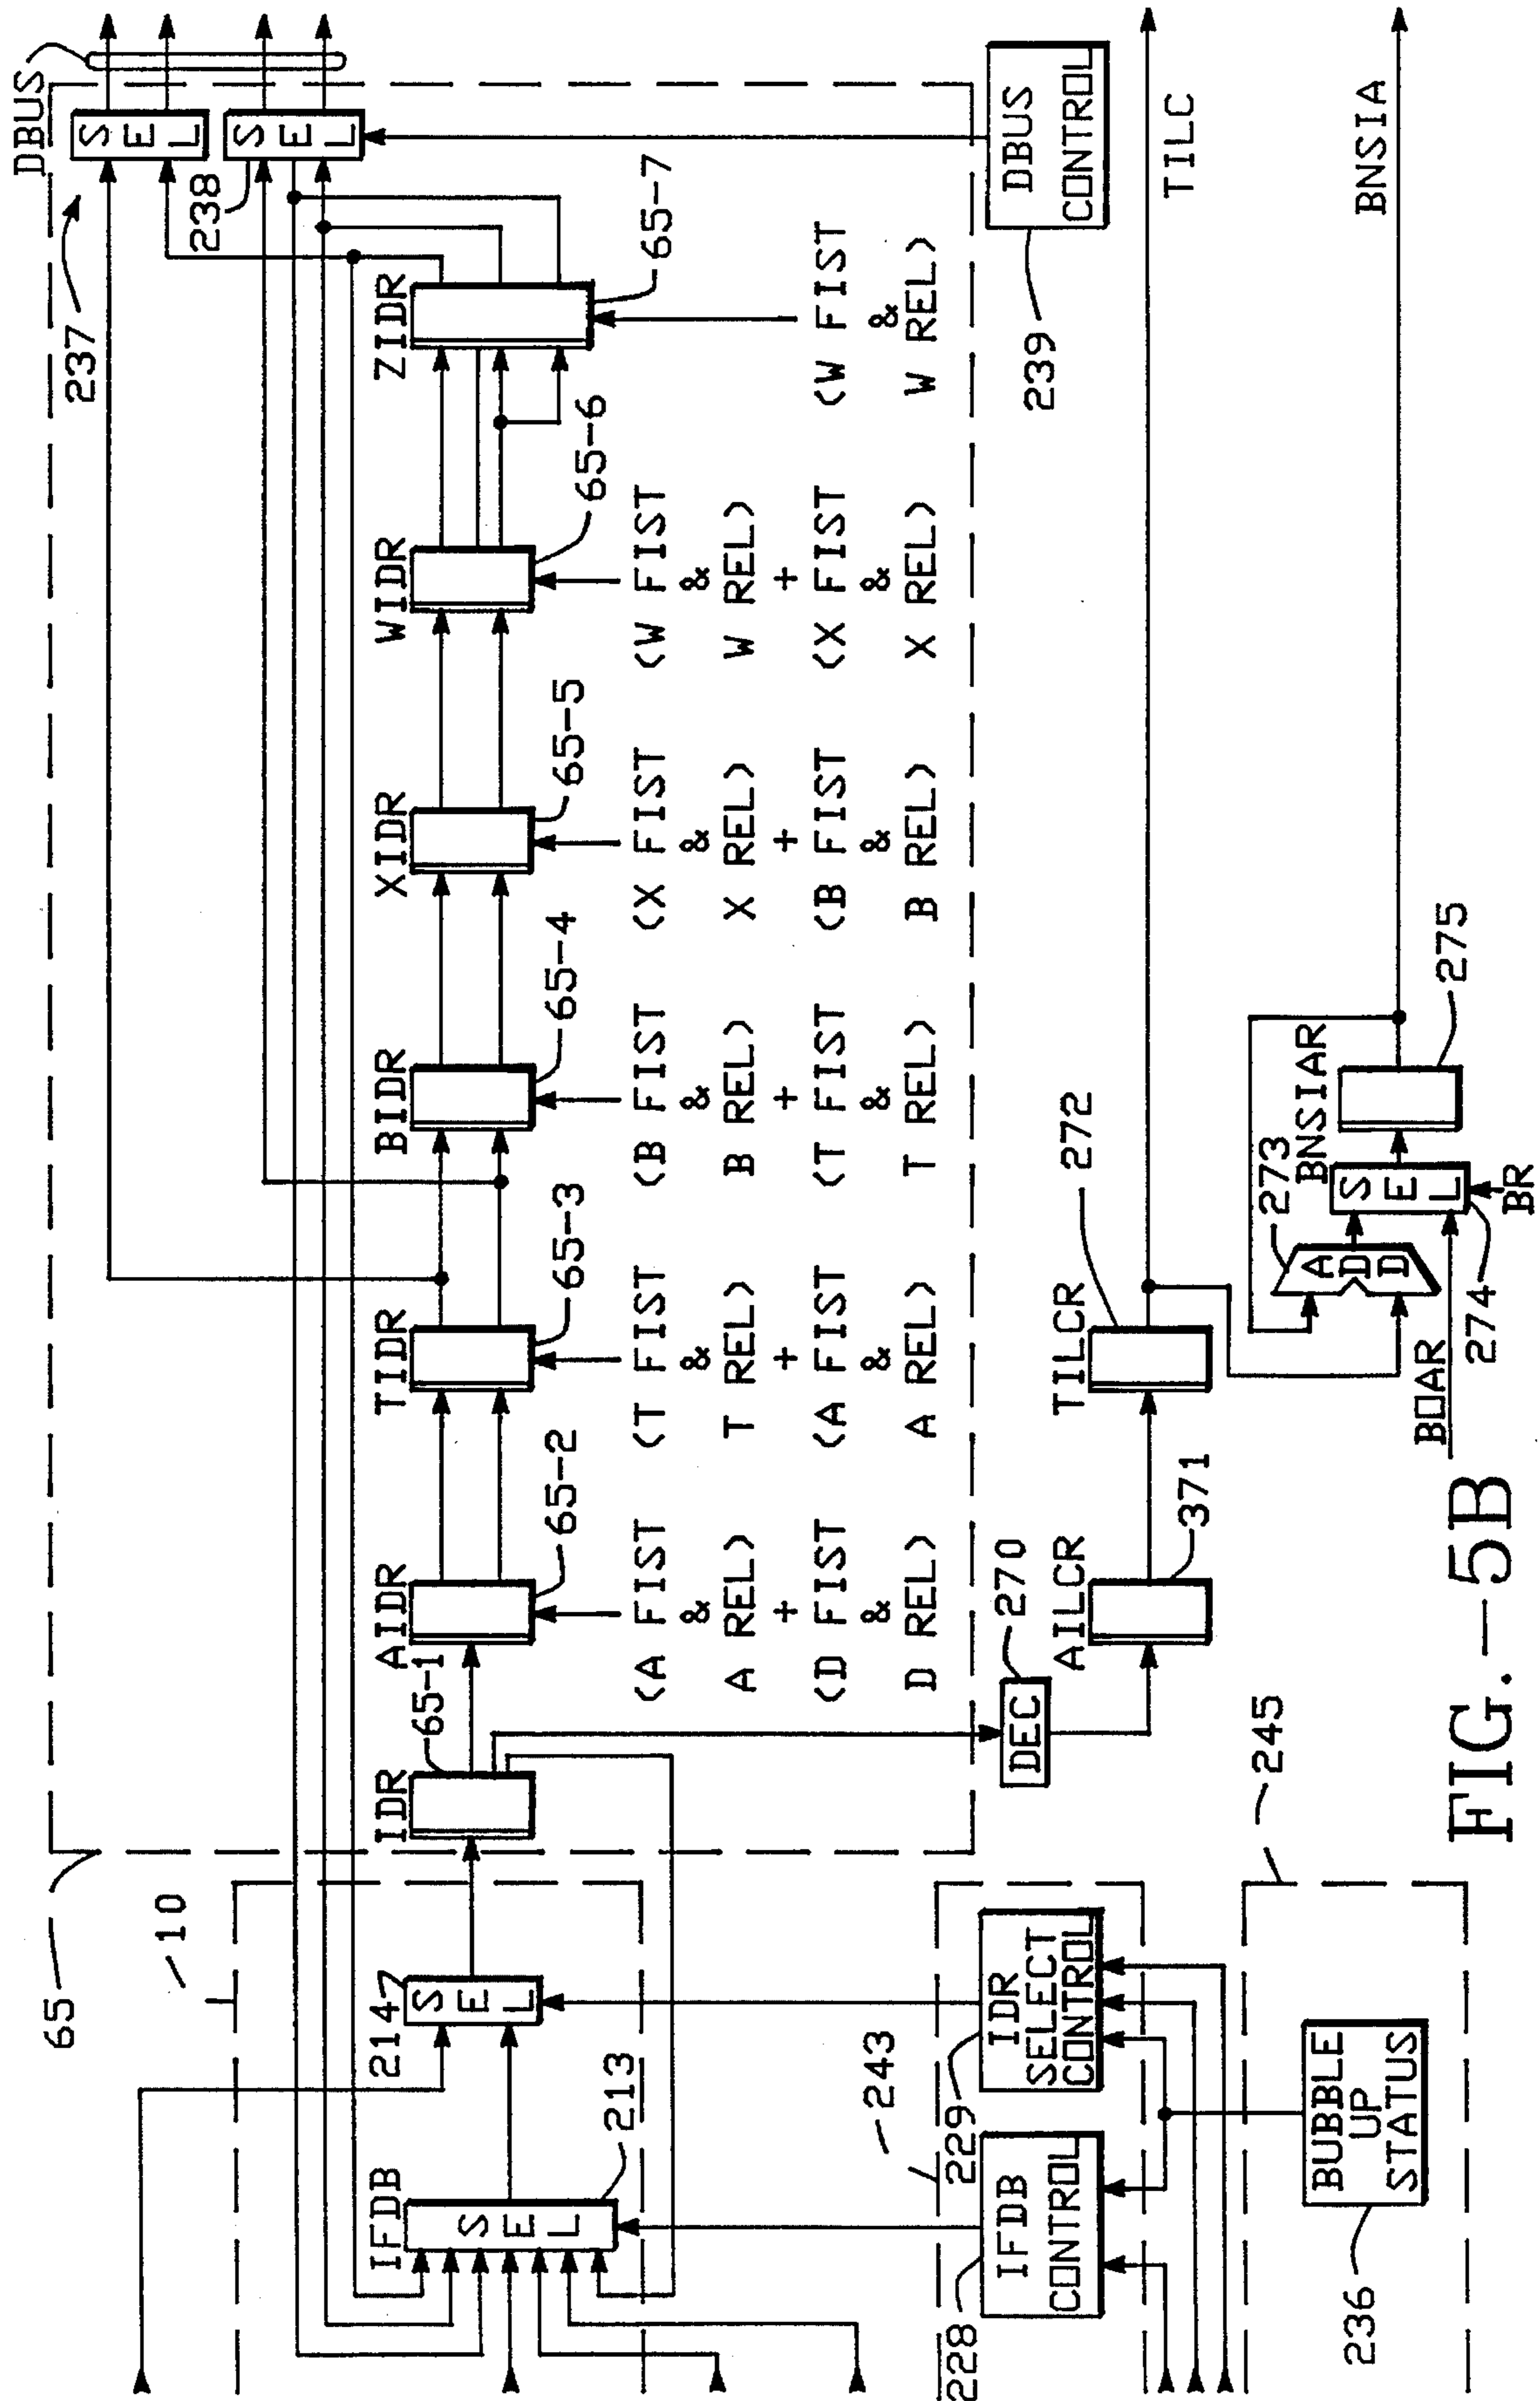 DBUS
237
SEL
238
SEL
65
10
214
SEL
IFDB
SEL
213
IDR
65-1
AIDR
65-2
TIDR
65-3
BIDR
65-4
XIDR
65-5
WIDR
65-6
ZIDR
65-7
(A FIST
&
A REL)
+
(D FIST
&
D REL)
(T FIST
&
T REL)
+
(A FIST
&
A REL)
(B FIST
&
B REL)
+
(T FIST
&
T REL)
(X FIST
&
X REL)
+
(B FIST
&
B REL)
(W FIST
&
W REL)
+
(X FIST
&
X REL)
(W FIST
&
W REL)
DBUS
CONTROL
239
243
228
IFDB
CONTROL
229
IDR
SELECT
CONTROL
DEC
270
AILCR
371
TILCR
272
TILC
245
236
BUBBLE
UP
STATUS
273
ADD
BNSIAR
SEL
275
BNSIA
BOAR
274
BR
FIG.—5B